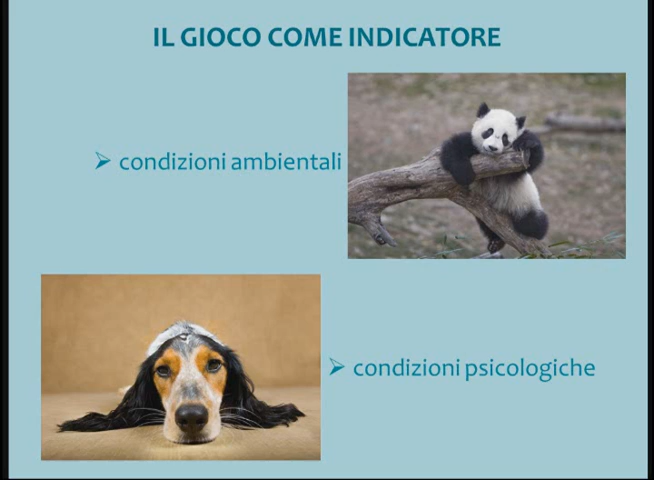 IL GIOCO COME INDICATORE
➢ condizioni ambientali
➢ condizioni psicologiche